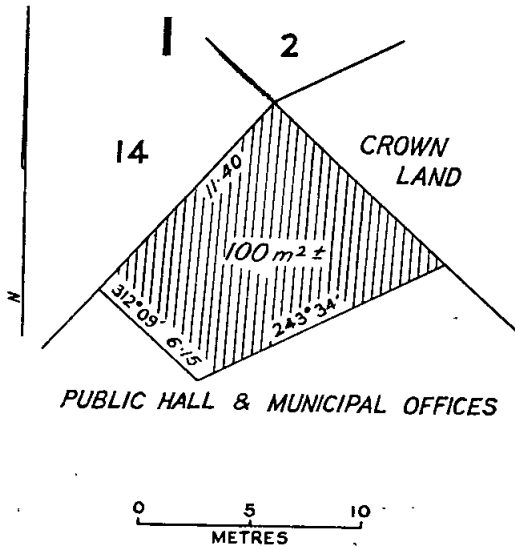 1 2
14
CROWN
LAND
11·40
100 m² ±
N
312° 09'
6·15
243° 34'
PUBLIC HALL & MUNICIPAL OFFICES
0 5 10
METRES